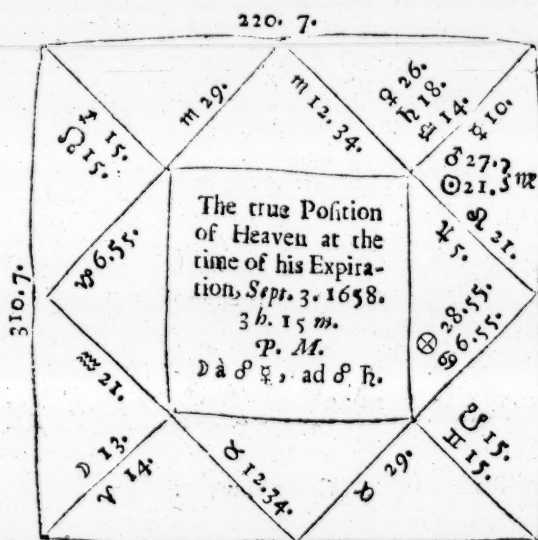 220. 7.
♏ 29.
♏ 12. 34.
♀ 26.
♄ 18.
♎ 14.
☿ 10.
♐ 15.
☊ 15.
♂ 27. }
☉ 21. } ♍
♌ 21.
♃ 5.
The true Poſition
of Heaven at the
time of his Expira-
tion, Sept. 3. 1658.
3 h. 15 m.
P. M.
☽ à ☍ ☿, ad ☍ ♄.
♑ 6. 55.
310. 7.
⊕ 28. 55.
♋ 6. 55.
♒ 21.
☽ 13.
♈ 14.
♉ 12. 34.
♉ 29.
☋ 15.
♊ 15.